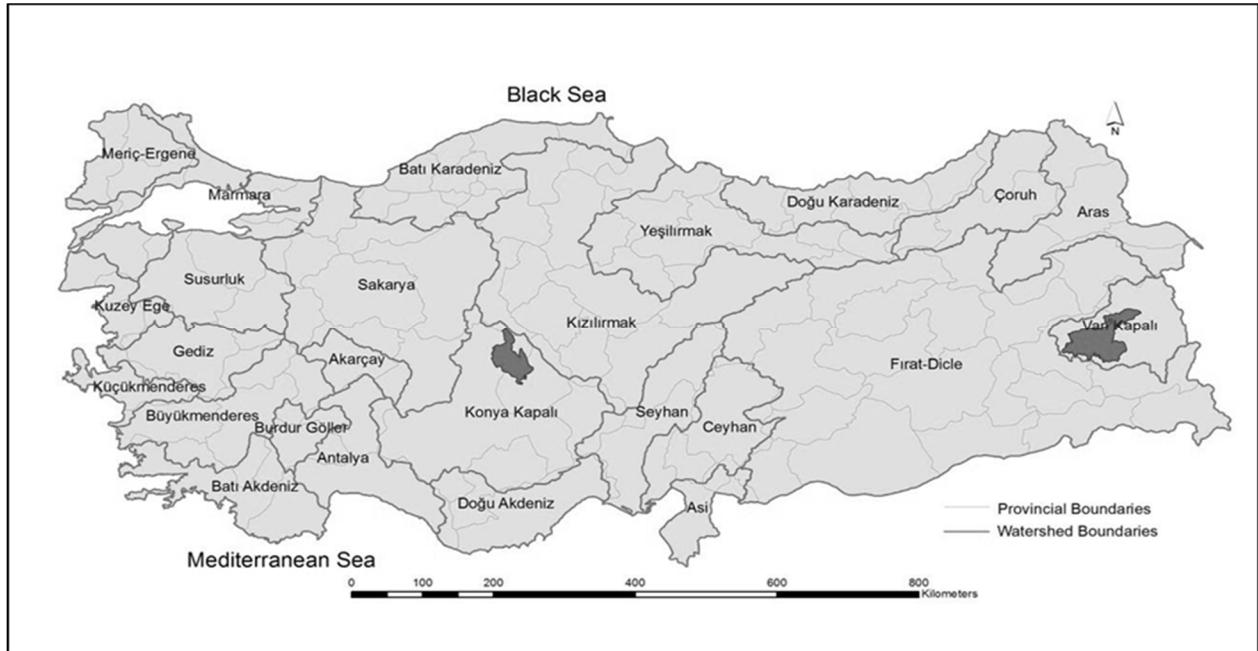 Black Sea
N
Meriç-Ergene
Marmara
Batı Karadeniz
Doğu Karadeniz
Çoruh
Aras
Yeşilırmak
Susurluk
Sakarya
Kuzey Ege
Kızılırmak
Van Kapalı
Gediz
Akarçay
Fırat-Dicle
Küçükmenderes
Büyükmenderes
Burdur Göller
Konya Kapalı
Seyhan
Ceyhan
Antalya
Batı Akdeniz
Doğu Akdeniz
Asi
Provincial Boundaries
Watershed Boundaries
Mediterranean Sea
0 100 200 400 600 800
Kilometers